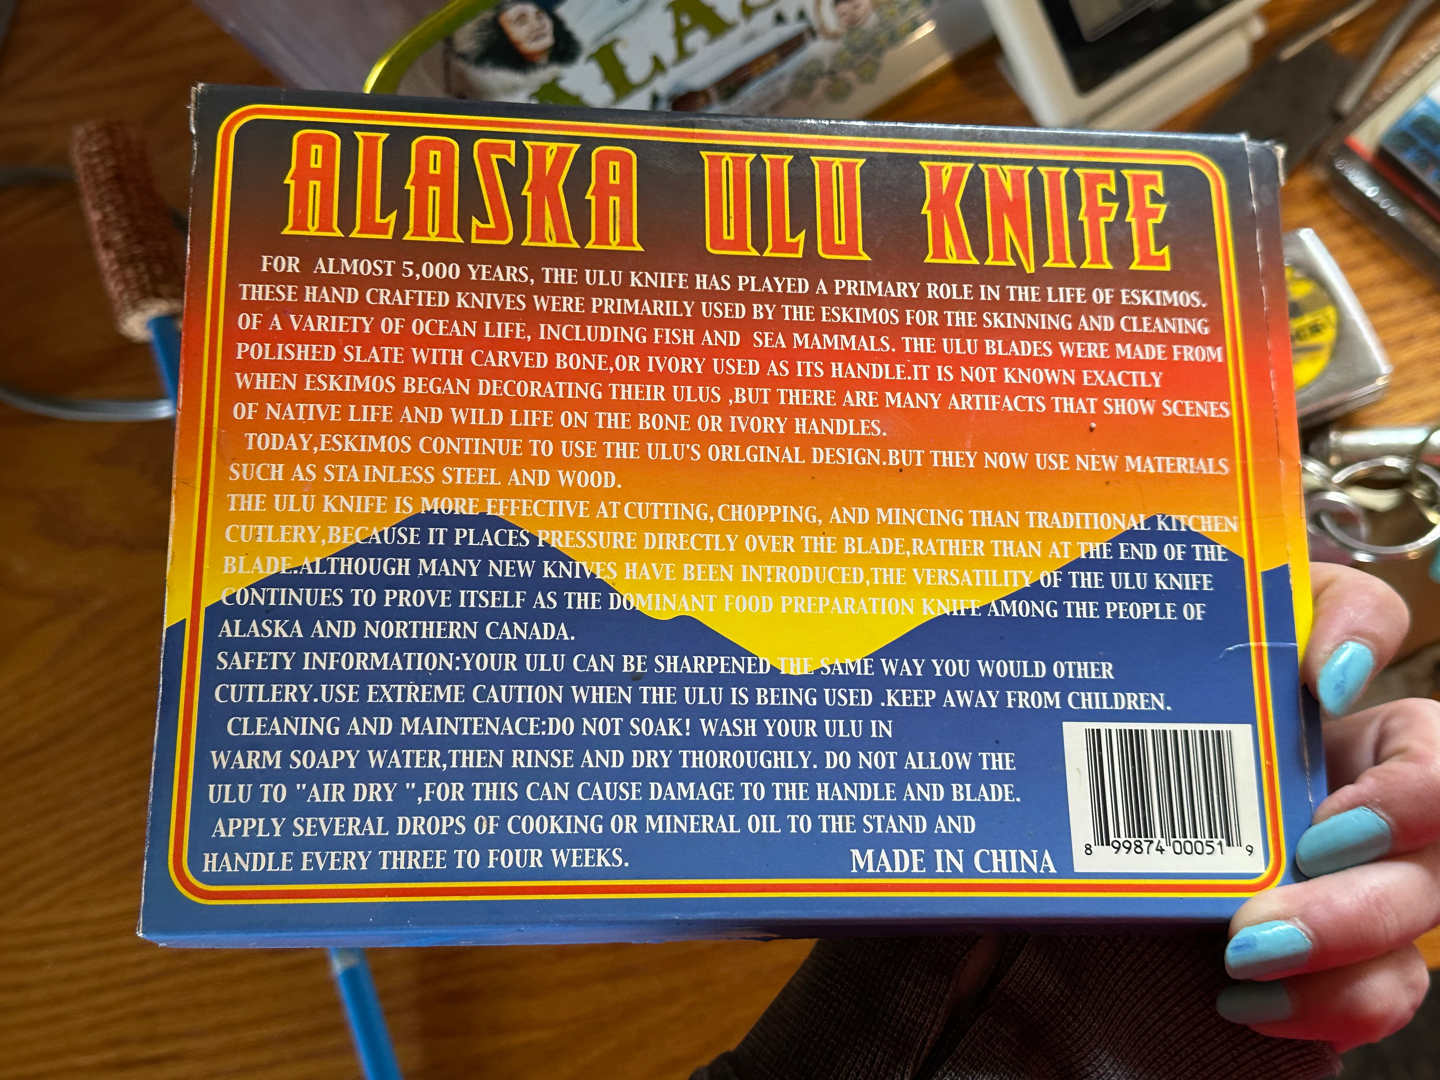 ALAS
ALASKA ULU KNIFE
FOR ALMOST 5,000 YEARS, THE ULU KNIFE HAS PLAYED A PRIMARY ROLE IN THE LIFE OF ESKIMOS.
THESE HAND CRAFTED KNIVES WERE PRIMARILY USED BY THE ESKIMOS FOR THE SKINNING AND CLEANING
OF A VARIETY OF OCEAN LIFE, INCLUDING FISH AND SEA MAMMALS. THE ULU BLADES WERE MADE FROM
POLISHED SLATE WITH CARVED BONE,OR IVORY USED AS ITS HANDLE.IT IS NOT KNOWN EXACTLY
WHEN ESKIMOS BEGAN DECORATING THEIR ULUS ,BUT THERE ARE MANY ARTIFACTS THAT SHOW SCENES
OF NATIVE LIFE AND WILD LIFE ON THE BONE OR IVORY HANDLES.
TODAY,ESKIMOS CONTINUE TO USE THE ULU'S ORLGINAL DESIGN.BUT THEY NOW USE NEW MATERIALS
SUCH AS STAINLESS STEEL AND WOOD.
THE ULU KNIFE IS MORE EFFECTIVE AT CUTTING, CHOPPING, AND MINCING THAN TRADITIONAL KITCHEN
CUTLERY,BECAUSE IT PLACES PRESSURE DIRECTLY OVER THE BLADE,RATHER THAN AT THE END OF THE
BLADE.ALTHOUGH MANY NEW KNIVES HAVE BEEN INTRODUCED,THE VERSATILITY OF THE ULU KNIFE
CONTINUES TO PROVE ITSELF AS THE DOMINANT FOOD PREPARATION KNIFE AMONG THE PEOPLE OF
ALASKA AND NORTHERN CANADA.
SAFETY INFORMATION:YOUR ULU CAN BE SHARPENED THE SAME WAY YOU WOULD OTHER
CUTLERY.USE EXTREME CAUTION WHEN THE ULU IS BEING USED .KEEP AWAY FROM CHILDREN.
CLEANING AND MAINTENACE:DO NOT SOAK! WASH YOUR ULU IN
WARM SOAPY WATER,THEN RINSE AND DRY THOROUGHLY. DO NOT ALLOW THE
ULU TO "AIR DRY ",FOR THIS CAN CAUSE DAMAGE TO THE HANDLE AND BLADE.
APPLY SEVERAL DROPS OF COOKING OR MINERAL OIL TO THE STAND AND
HANDLE EVERY THREE TO FOUR WEEKS.
MADE IN CHINA
8 99874 00051 9